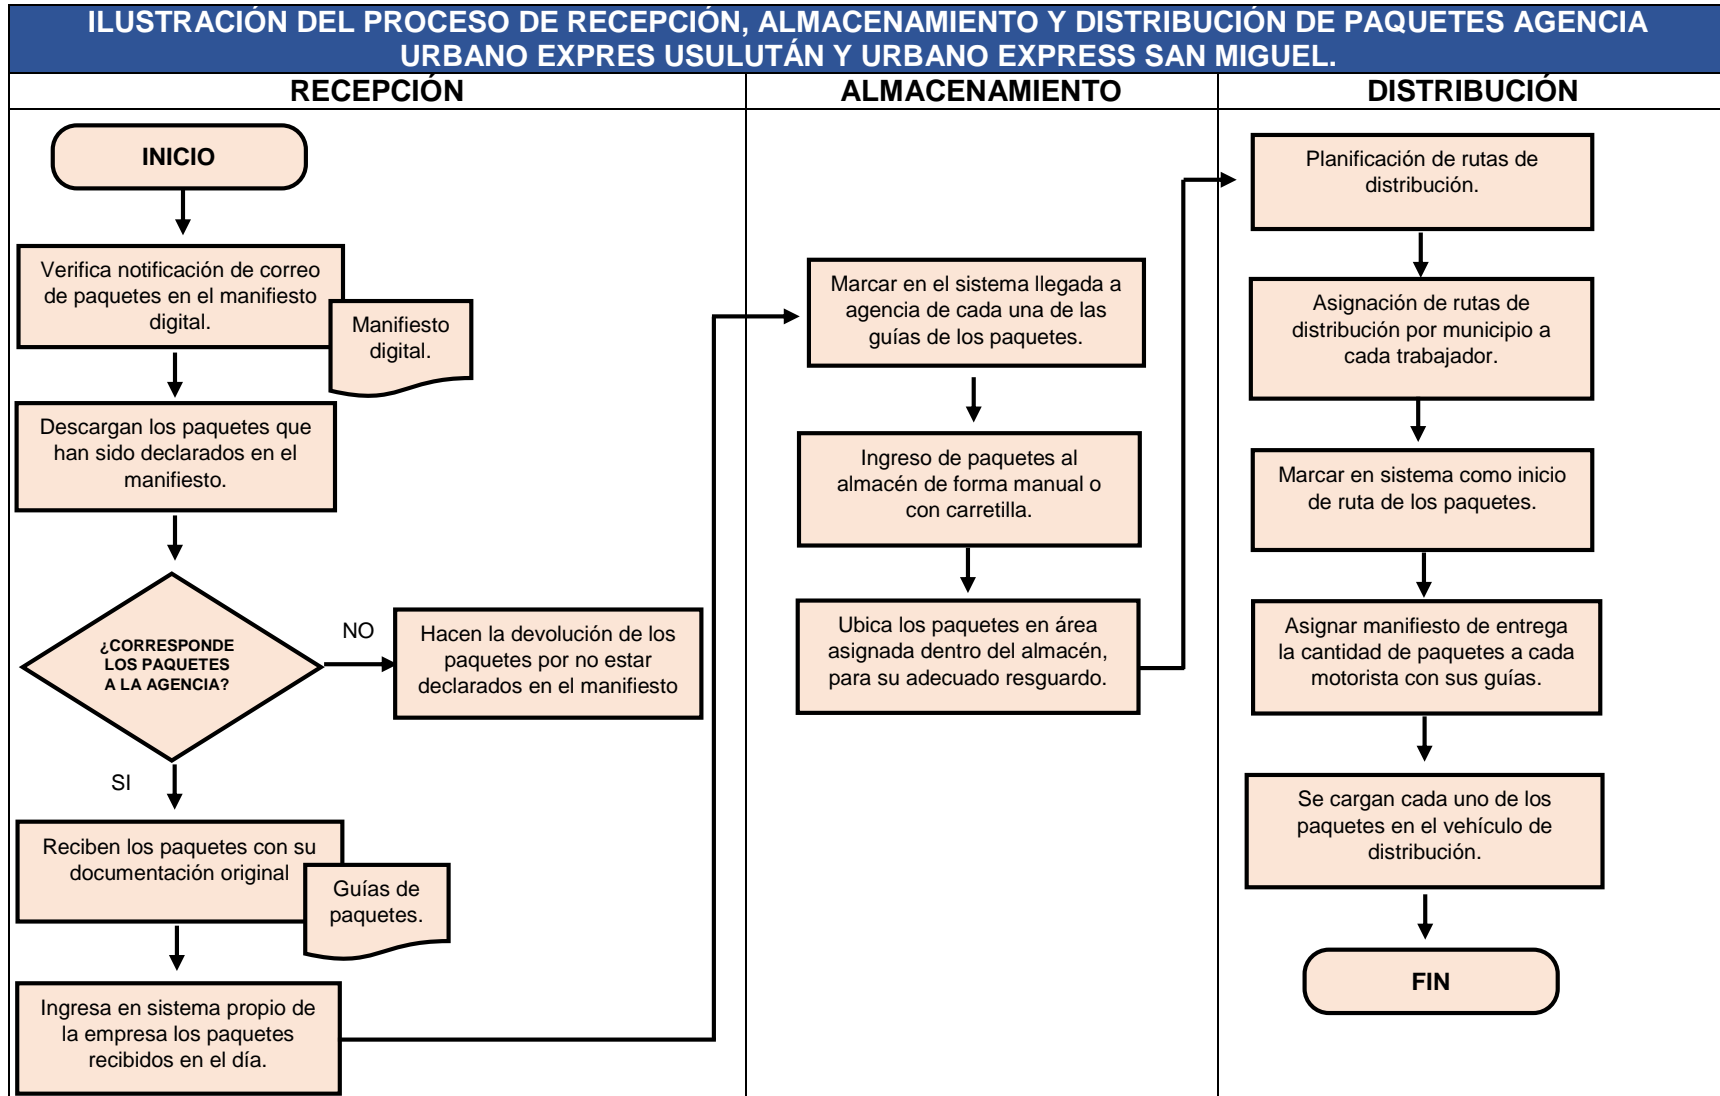 ILUSTRACIÓN DEL PROCESO DE RECEPCIÓN, ALMACENAMIENTO Y DISTRIBUCIÓN DE PAQUETES AGENCIA
URBANO EXPRES USULUTÁN Y URBANO EXPRESS SAN MIGUEL.
RECEPCIÓN
INICIO
Verifica notificación de correo
de paquetes en el manifiesto
digital.
Manifiesto
digital.
Descargan los paquetes que
han sido declarados en el
manifiesto.
¿CORRESPONDE
LOS PAQUETES
A LA AGENCIA?
NO
Hacen la devolución de los
paquetes por no estar
declarados en el manifiesto
SI
Reciben los paquetes con su
documentación original
Guías de
paquetes.
Ingresa en sistema propio de
la empresa los paquetes
recibidos en el día.
ALMACENAMIENTO
Marcar en el sistema llegada a
agencia de cada una de las
guías de los paquetes.
Ingreso de paquetes al
almacén de forma manual o
con carretilla.
Ubica los paquetes en área
asignada dentro del almacén,
para su adecuado resguardo.
DISTRIBUCIÓN
Planificación de rutas de
distribución.
Asignación de rutas de
distribución por municipio a
cada trabajador.
Marcar en sistema como inicio
de ruta de los paquetes.
Asignar manifiesto de entrega
la cantidad de paquetes a cada
motorista con sus guías.
Se cargan cada uno de los
paquetes en el vehículo de
distribución.
FIN